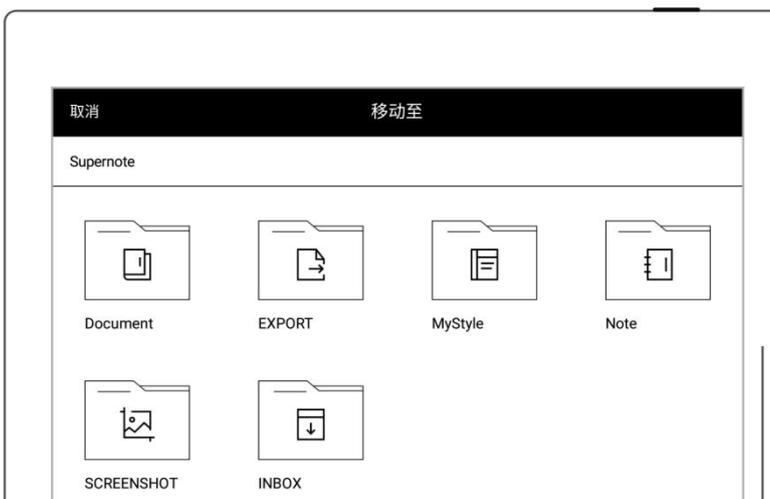 取消 移动至
Supernote
Document EXPORT MyStyle Note
SCREENSHOT INBOX